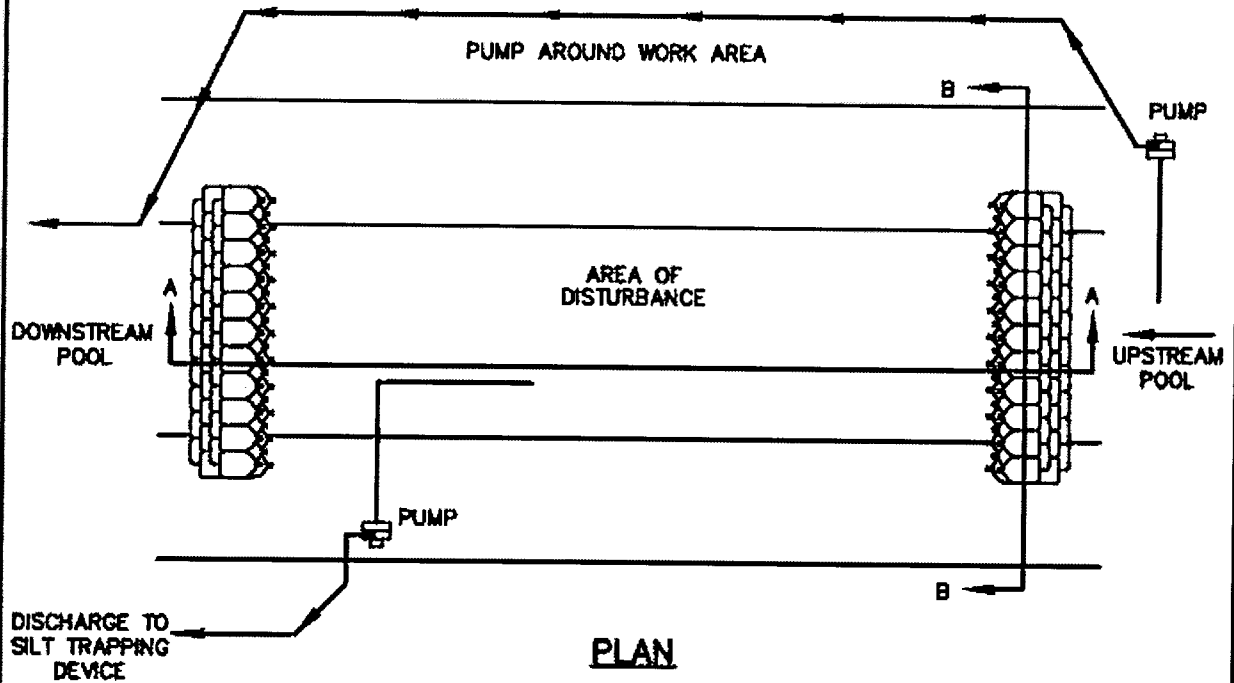 PUMP AROUND WORK AREA
B
PUMP
AREA OF
DISTURBANCE
A
A
DOWNSTREAM
POOL
UPSTREAM
POOL
PUMP
B
DISCHARGE TO
SILT TRAPPING
DEVICE
PLAN